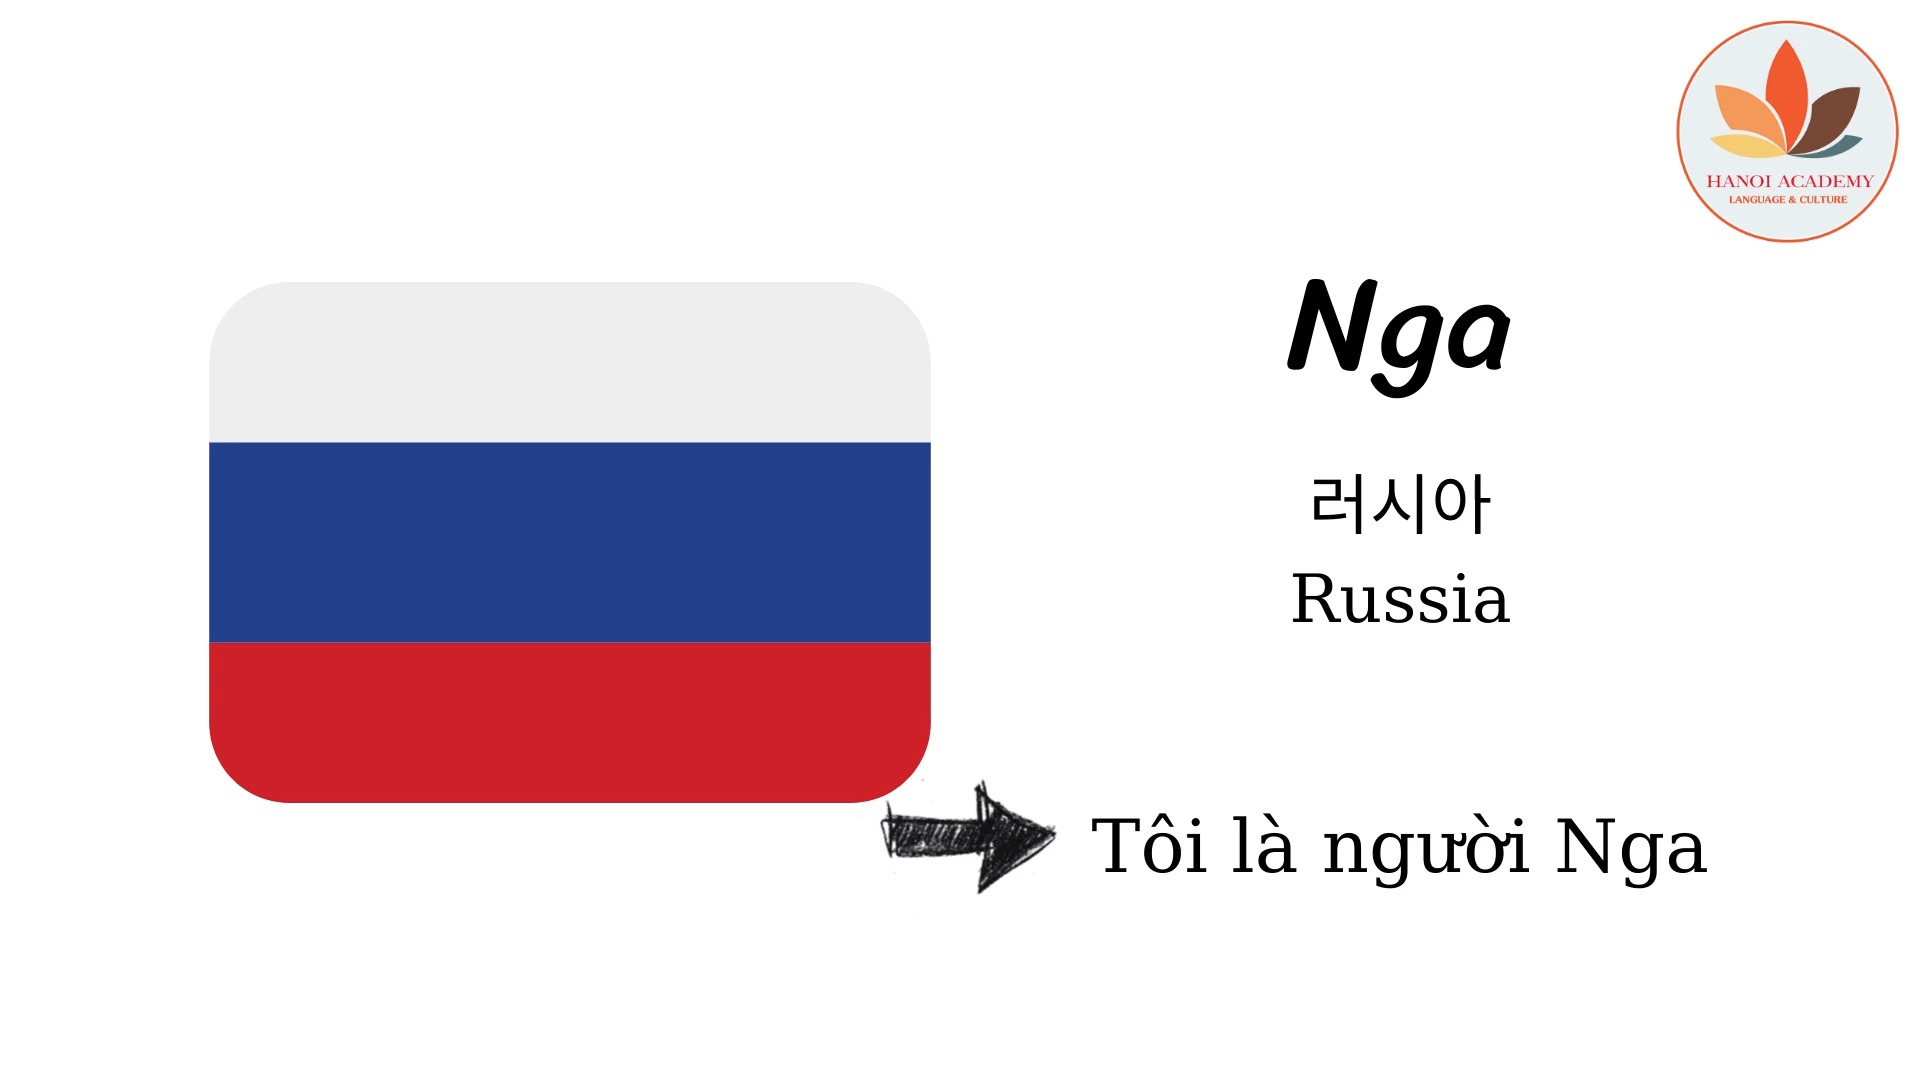 HANOI ACADEMY
LANGUAGE & CULTURE
Nga
러시아
Russia
Tôi là người Nga